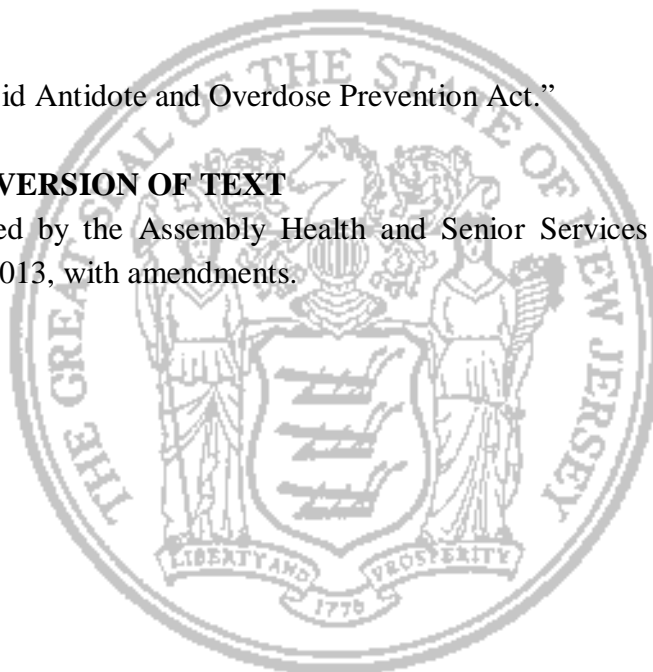 id Antidote and Overdose Prevention Act.”
VERSION OF TEXT
ed by the Assembly Health and Senior Services
013, with amendments.
THE GREAT SEAL OF THE STATE OF NEW JERSEY
LIBERTY AND PROSPERITY
1776